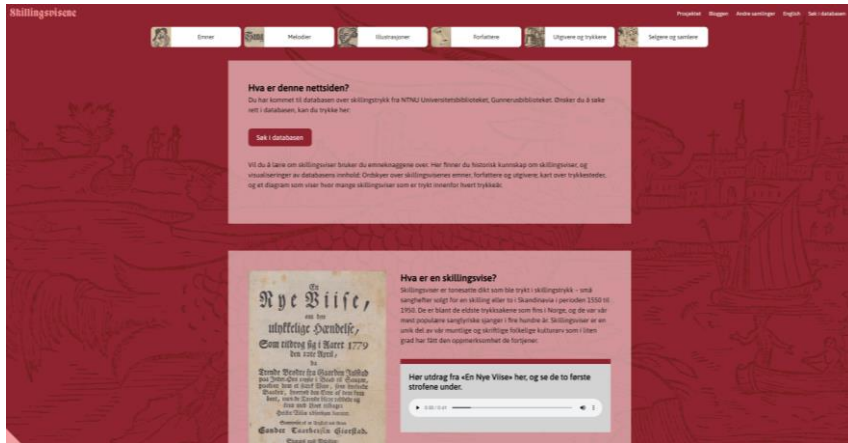 Skillingsvisene
Prosjektet Bloggen Andre samlinger English Søk i databasen
Emner Melodier Illustrasjoner Forfattere Utgivere og trykkere Selgere og samlere
Hva er denne nettsiden?
Du har kommet til databasen over skillingstrykk fra NTNU Universitetsbiblioteket, Gunnerusbiblioteket. Ønsker du å søke
rett i databasen, kan du trykke her:
Søk i databasen
Vil du å lære om skillingsviser bruker du emneknaggene over. Her finner du historisk kunnskap om skillingsviser, og
visualiseringer av databasens innhold: Ordskyer over skillingsvisenes emner, forfattere og utgivere, kart over trykkesteder,
og et diagram som viser hvor mange skillingsviser som er trykt innenfor hvert trykkeår.
Hva er en skillingsvise?
Skillingsviser er tonesatte dikt som ble trykt i skillingstrykk – små
sanghefter solgt for en skilling eller to i Skandinavia i perioden 1550 til
1950. De er blant de eldste trykksakene som fins i Norge, og de var vår
mest populære sanglyriske sjanger i fire hundre år. Skillingsviser er en
unik del av vår muntlige og skriftlige folkelige kulturarv som i liten
grad har fått den oppmerksomhet de fortjener.
En
Nye Viise,
om den
ulykkelige Hændelse,
Som tildrog sig i Aaret 1779
den 10te April,
Hør utdrag fra «En Nye Viise» her, og se de to første
strofene under.